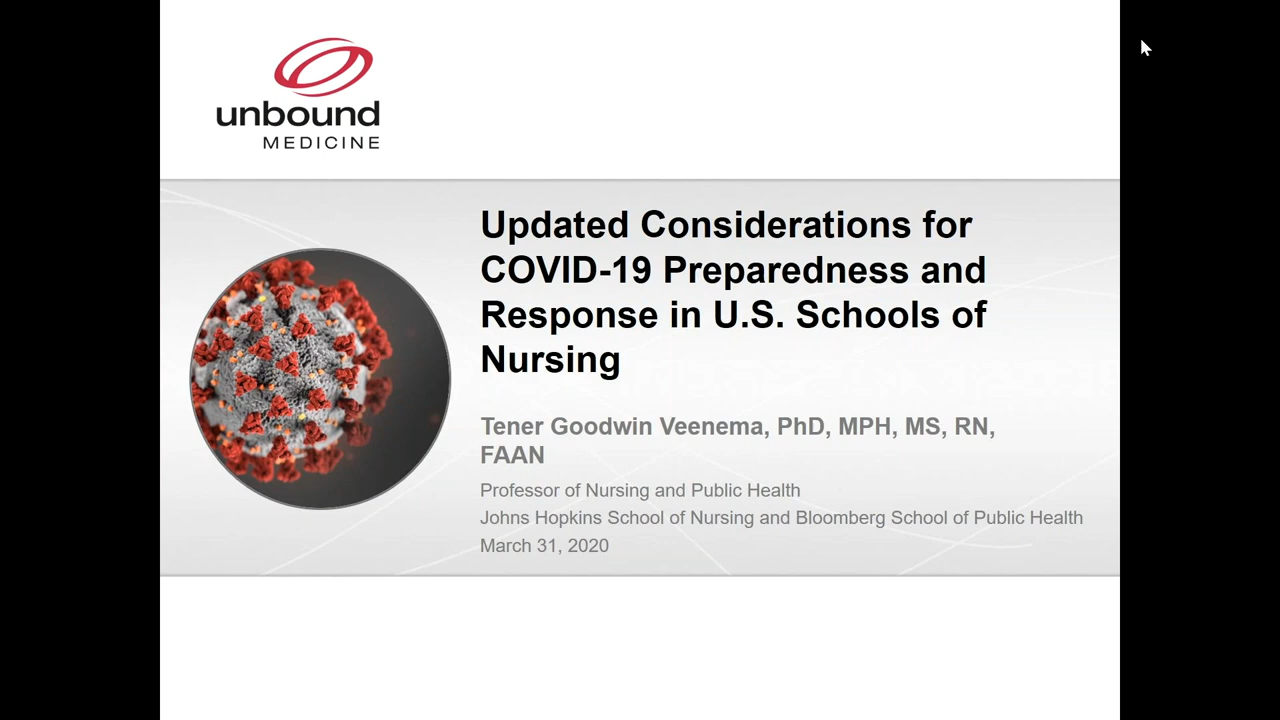 unbound
MEDICINE
Updated Considerations for
COVID-19 Preparedness and
Response in U.S. Schools of
Nursing
Tener Goodwin Veenema, PhD, MPH, MS, RN,
FAAN
Professor of Nursing and Public Health
Johns Hopkins School of Nursing and Bloomberg School of Public Health
March 31, 2020